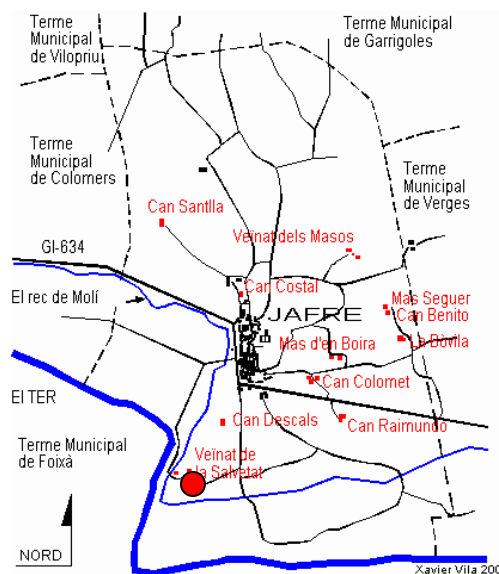 Terme
Municipal
de Vilopriu
Terme Municipal
de Garrigoles
Terme
Municipal
de Colomers
Terme
Municipal
de Verges
Can Santlla
Veïnat dels Masos
GI-634
Can Costal
El rec de Molí
Mas Seguer
Can Benito
JAFRE
La Bòvila
Mas d'en Boira
Can Colomet
El TER
Can Descals
Can Raimundo
Terme Municipal
de Foixà
Veïnat de
la Salvetat
NORD
Xavier Vila 200